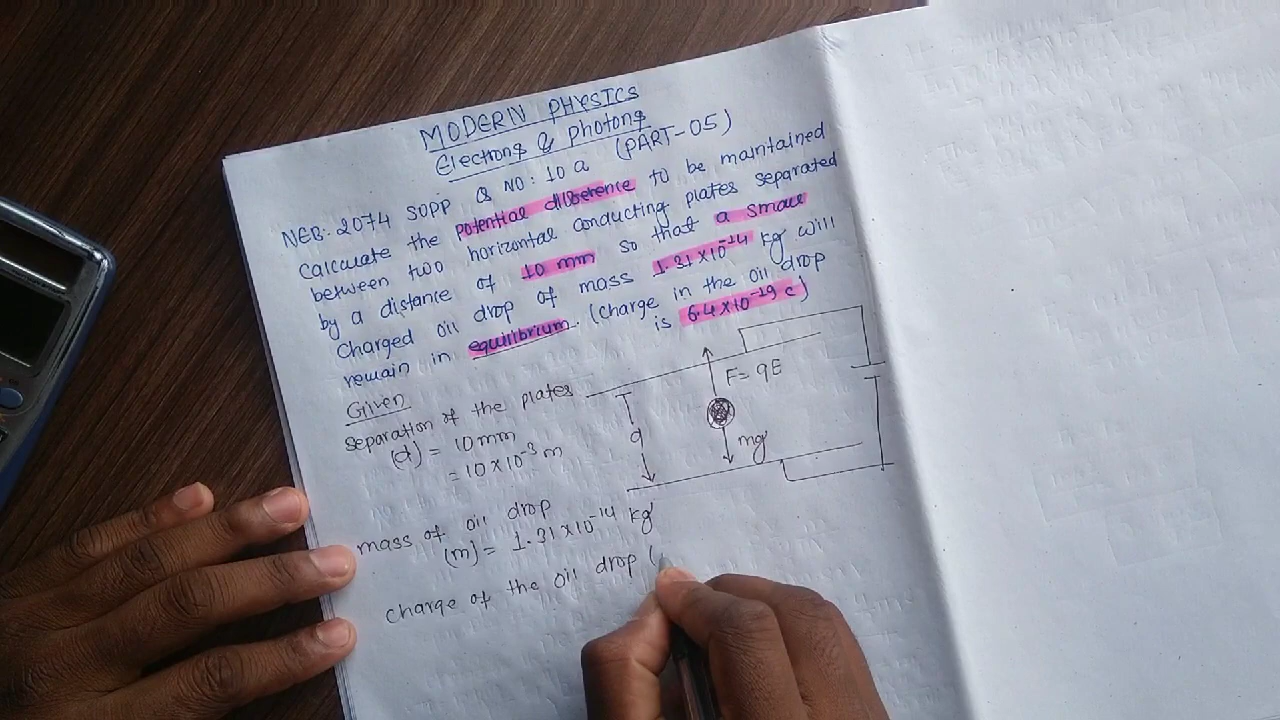 MODERN PHYSICS
Electrons & Photons
(PART-05)
NEB: 2074 SUPP Q NO: 10 a
Calculate the potential difference to be maintained
between two horizontal conducting plates separated
by a distance of 10 mm so that a small
Charged oil drop of mass 1.31×10⁻¹⁴ kg will
remain in equilibrium. (charge in the oil drop
is 6.4×10⁻¹⁹ c)
Given
separation of the plates
(d) = 10 mm
= 10×10⁻³ m
mass of oil drop
(m) = 1.31×10⁻¹⁴ kg
charge of the oil drop (
F = qE
d
mg